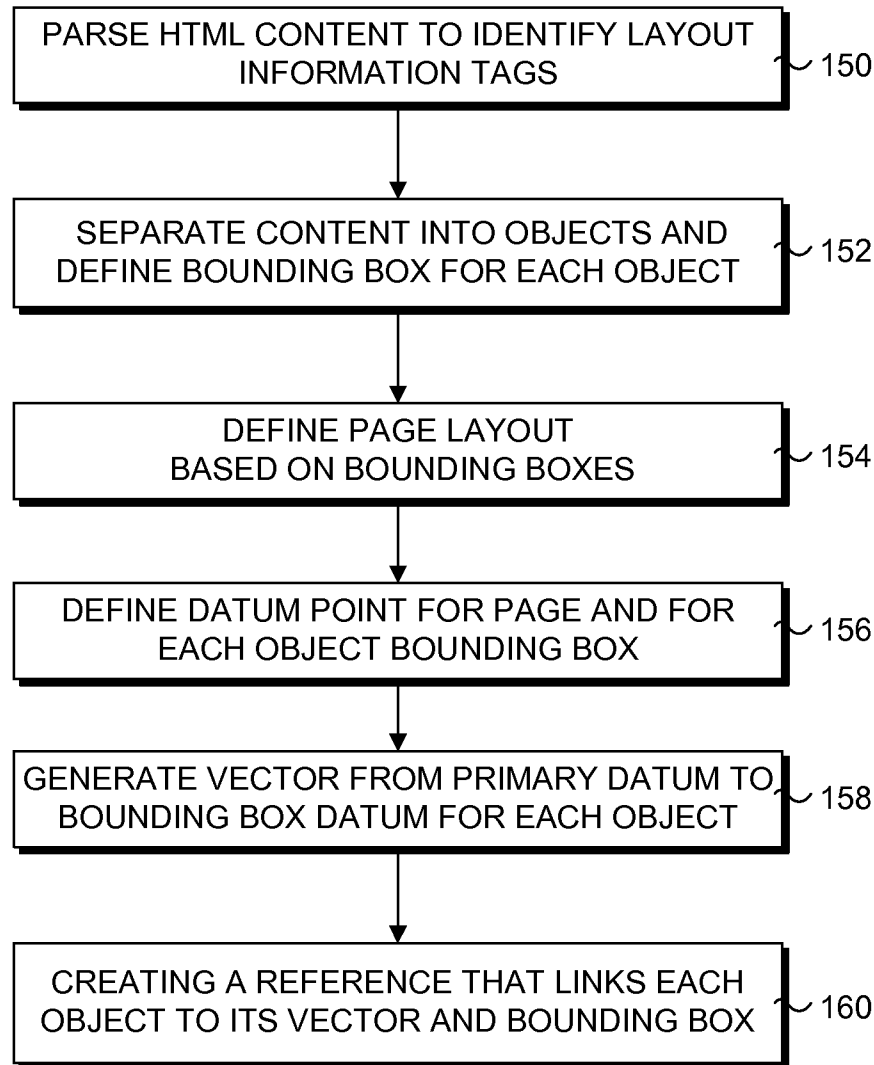 PARSE HTML CONTENT TO IDENTIFY LAYOUT
INFORMATION TAGS
150
SEPARATE CONTENT INTO OBJECTS AND
DEFINE BOUNDING BOX FOR EACH OBJECT
152
DEFINE PAGE LAYOUT
BASED ON BOUNDING BOXES
154
DEFINE DATUM POINT FOR PAGE AND FOR
EACH OBJECT BOUNDING BOX
156
GENERATE VECTOR FROM PRIMARY DATUM TO
BOUNDING BOX DATUM FOR EACH OBJECT
158
CREATING A REFERENCE THAT LINKS EACH
OBJECT TO ITS VECTOR AND BOUNDING BOX
160